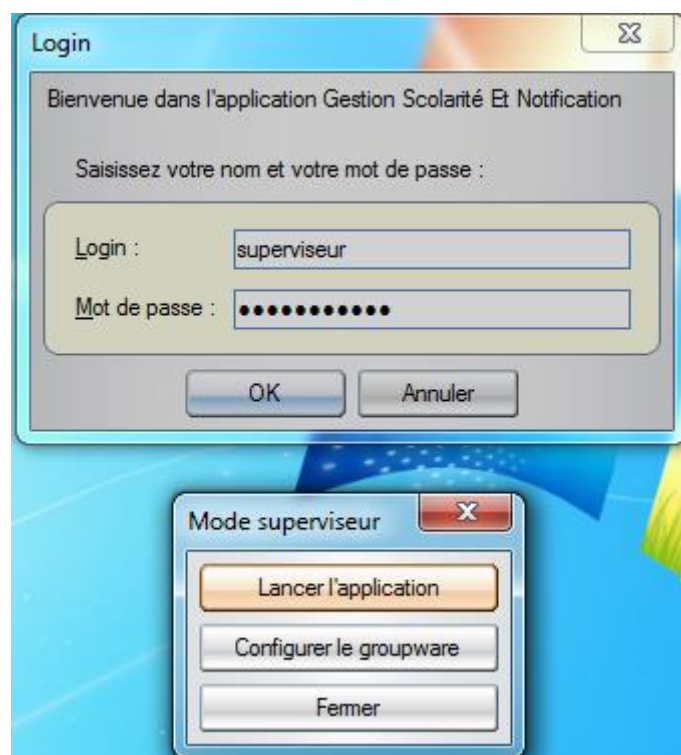 Login
Bienvenue dans l'application Gestion Scolarité Et Notification
Saisissez votre nom et votre mot de passe :
Login :
superviseur
Mot de passe :
●●●●●●●●●●●
OK
Annuler
Mode superviseur
Lancer l'application
Configurer le groupware
Fermer